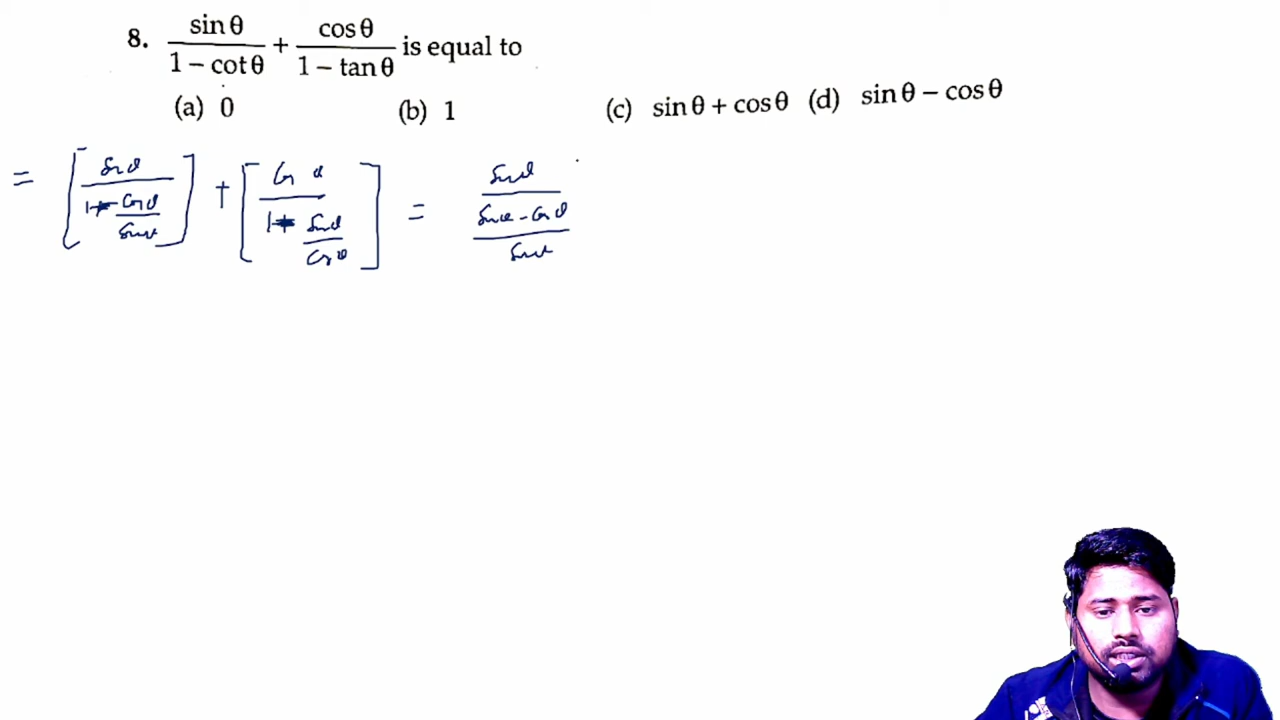 8. sinθ/(1 − cotθ) + cosθ/(1 − tanθ) is equal to
(a) 0 (b) 1 (c) sinθ + cosθ (d) sinθ − cosθ
= [sinθ/(1 − cosθ/sinθ)] + [cosθ/(1 − sinθ/cosθ)] = sinθ/((sinθ − cosθ)/sinθ)